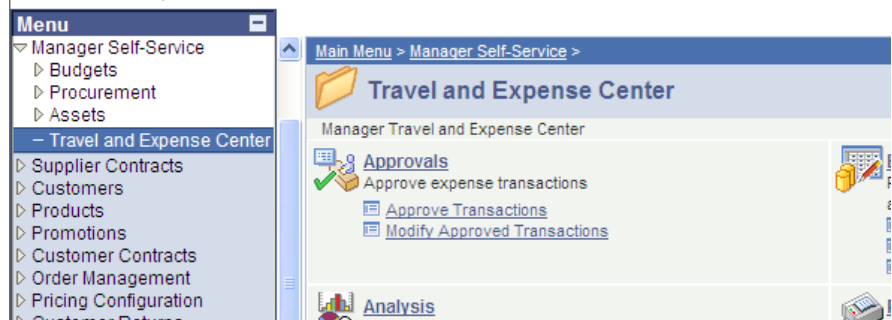 Menu
Manager Self-Service
Budgets
Procurement
Assets
– Travel and Expense Center
Supplier Contracts
Customers
Products
Promotions
Customer Contracts
Order Management
Pricing Configuration
Customer Returns
Main Menu > Manager Self-Service >
Travel and Expense Center
Manager Travel and Expense Center
Approvals
Approve expense transactions
Approve Transactions
Modify Approved Transactions
Analysis